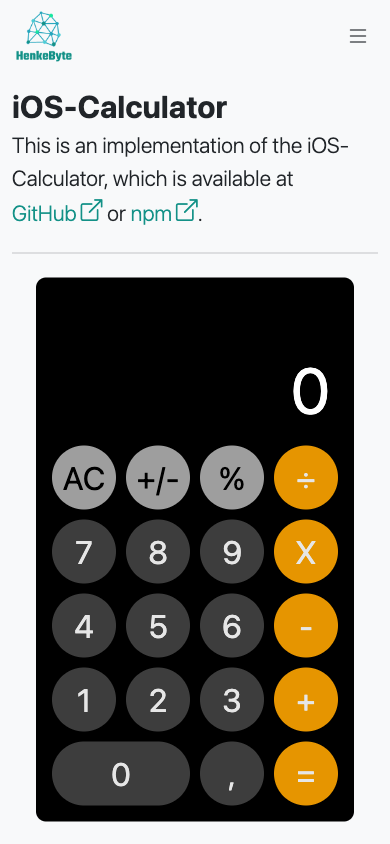 HenkeByte
iOS-Calculator
This is an implementation of the iOS-
Calculator, which is available at
GitHub or npm.
0
AC +/- % ÷
7 8 9 X
4 5 6 -
1 2 3 +
0 , =